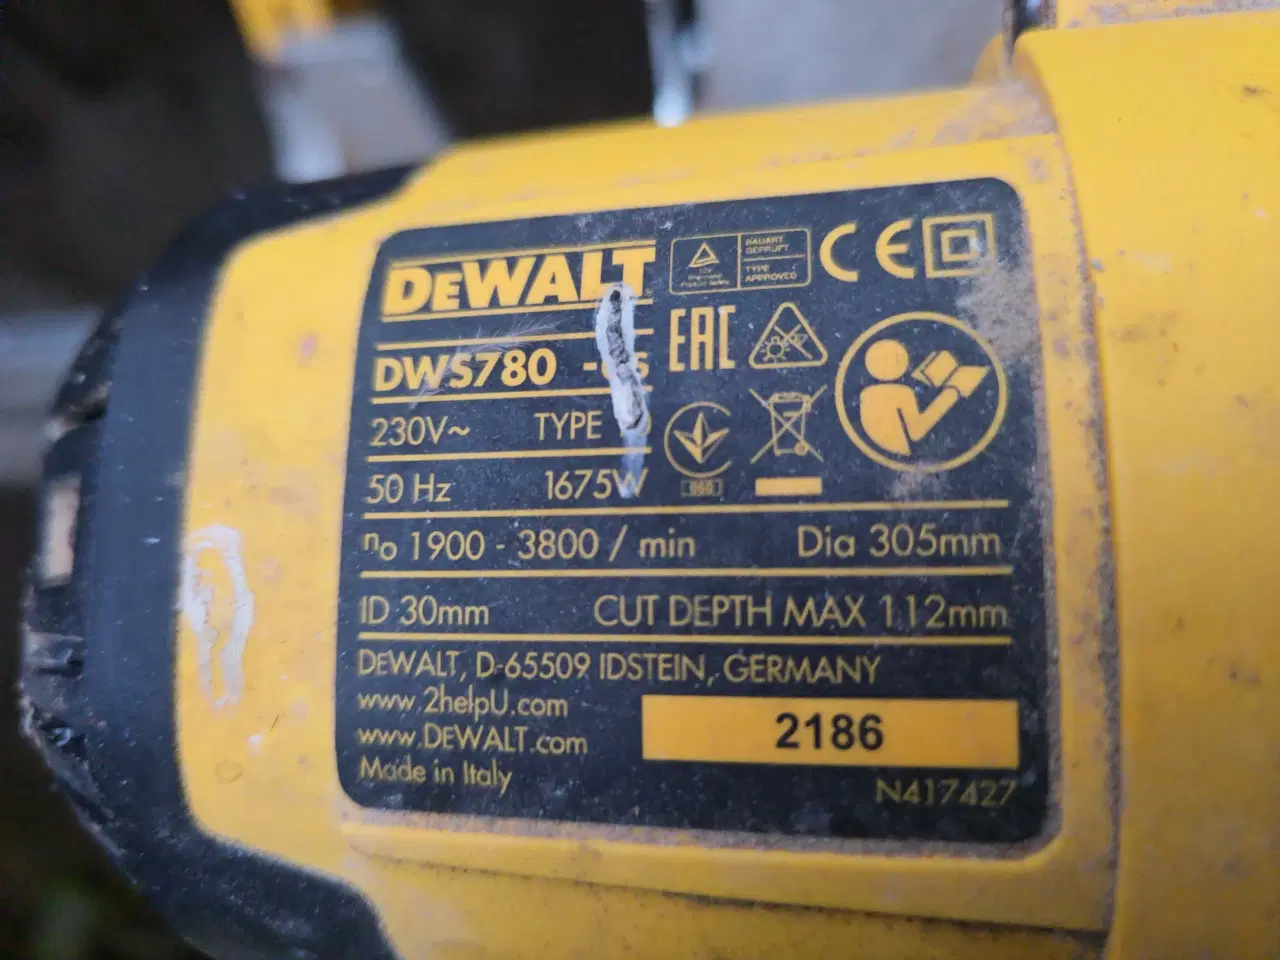 DEWALT
BAUART
GEPRÜFT
TYPE
APPROVED
CE
EAC
DWS780
230V~ TYPE
50 Hz 1675W
n₀ 1900 - 3800 / min Dia 305mm
ID 30mm CUT DEPTH MAX 112mm
DEWALT, D-65509 IDSTEIN, GERMANY
www.2helpU.com
www.DEWALT.com
Made in Italy
2186
N417427